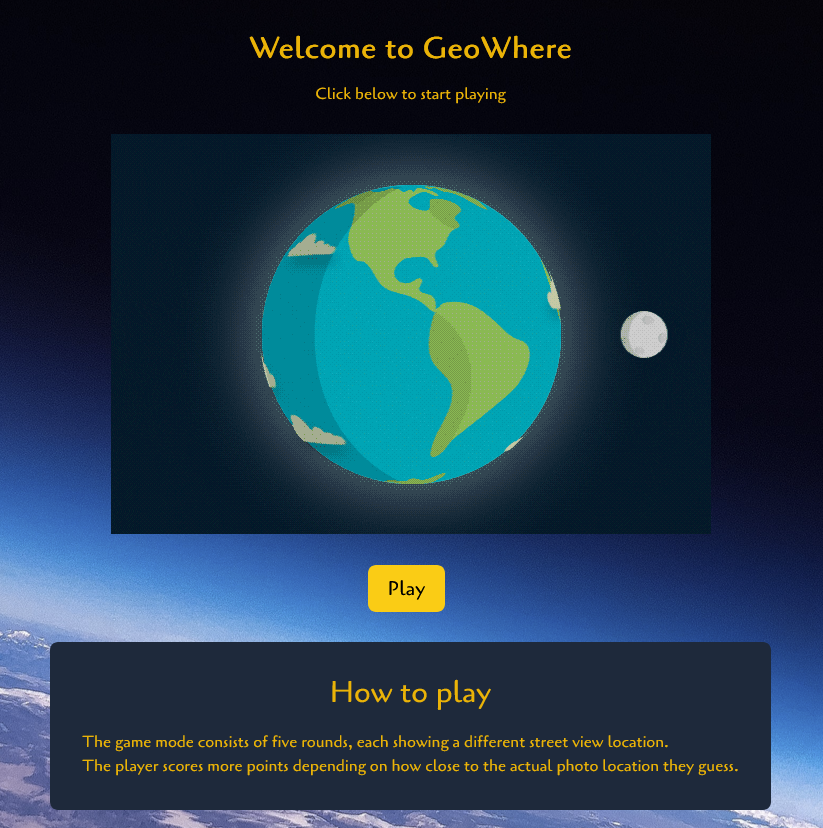 Welcome to GeoWhere
Click below to start playing
Play
How to play
The game mode consists of five rounds, each showing a different street view location.
The player scores more points depending on how close to the actual photo location they guess.